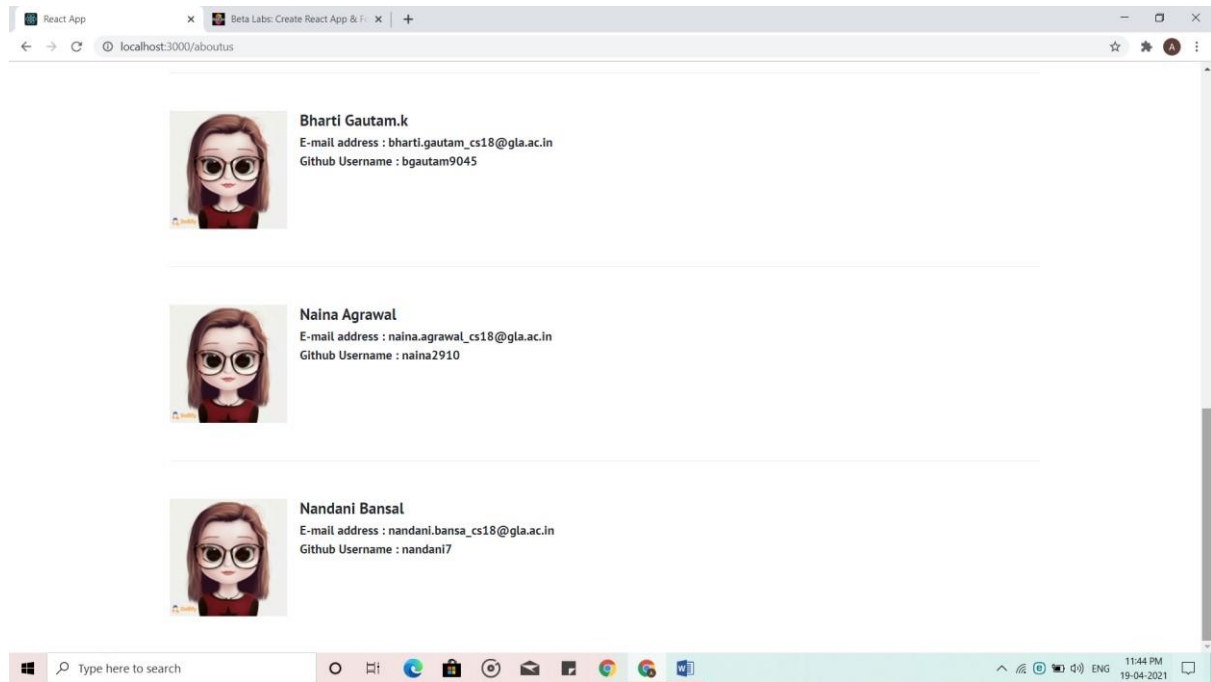 React App
Beta Labs: Create React App & F
localhost:3000/aboutus
A
Bharti Gautam.k
E-mail address : bharti.gautam_cs18@gla.ac.in
Github Username : bgautam9045
Naina Agrawal
E-mail address : naina.agrawal_cs18@gla.ac.in
Github Username : naina2910
Nandani Bansal
E-mail address : nandani.bansa_cs18@gla.ac.in
Github Username : nandani7
Type here to search
ENG
11:44 PM
19-04-2021